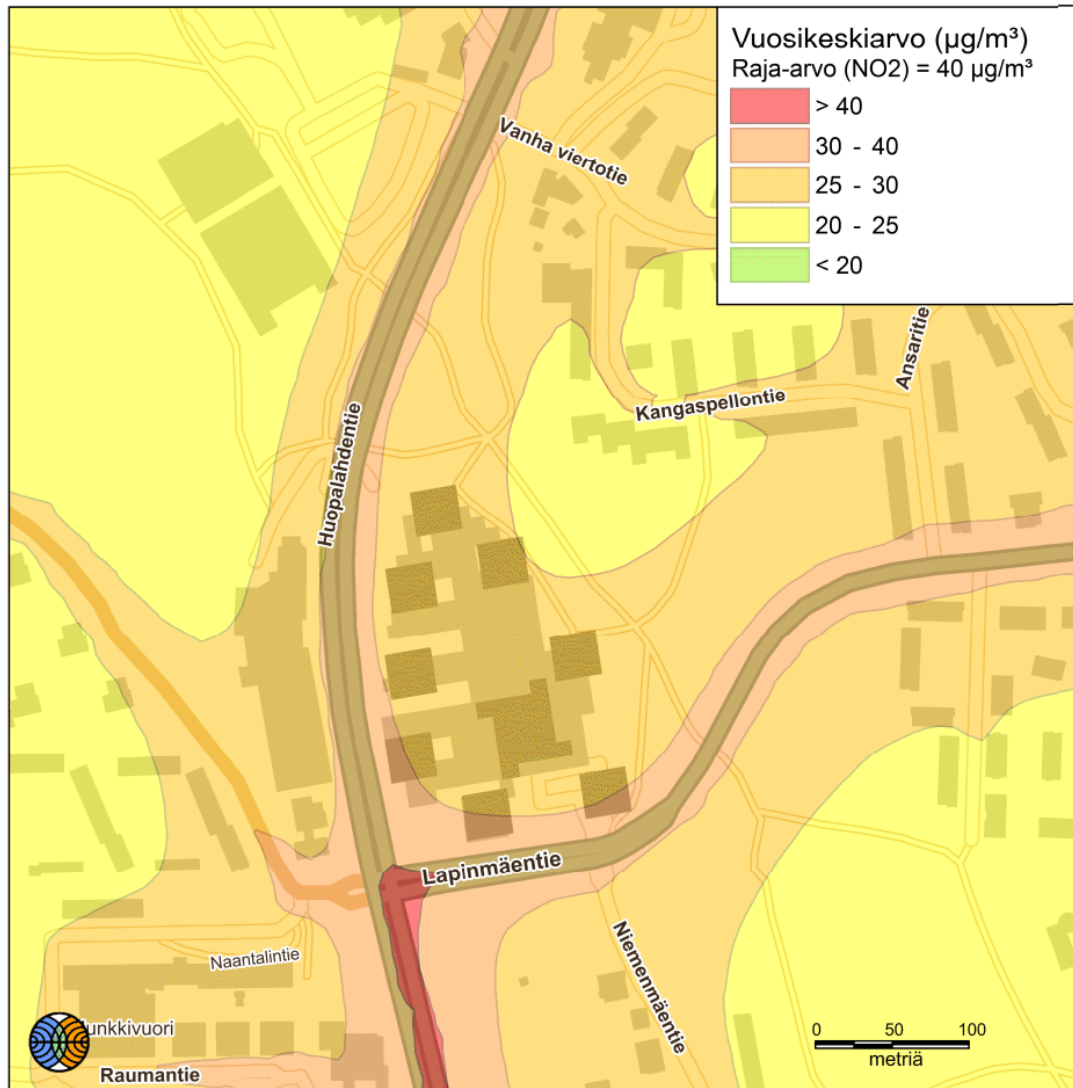 Vuosikeskiarvo (µg/m³)
Raja-arvo (NO2) = 40 µg/m³
> 40
30 - 40
25 - 30
20 - 25
< 20
Vanha viertotie
Ansaritie
Kangaspellontie
Huopalahdentie
Lapinmäentie
Niemenmäentie
Naantalintie
unkkivuori
Raumantie
0 50 100
metriä